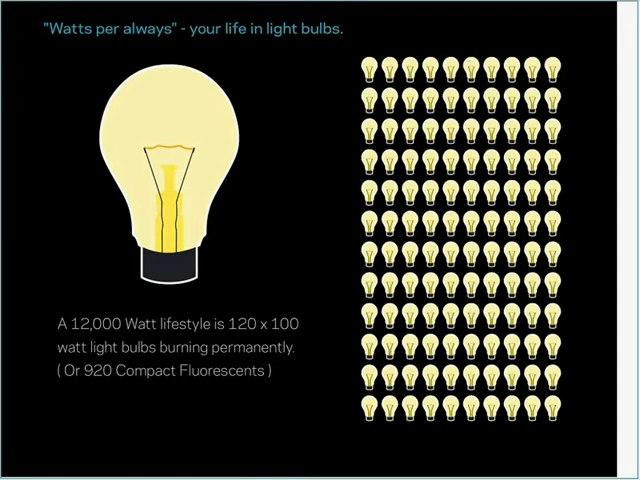 "Watts per always" - your life in light bulbs.
A 12,000 Watt lifestyle is 120 x 100
watt light bulbs burning permanently.
( Or 920 Compact Fluorescents )